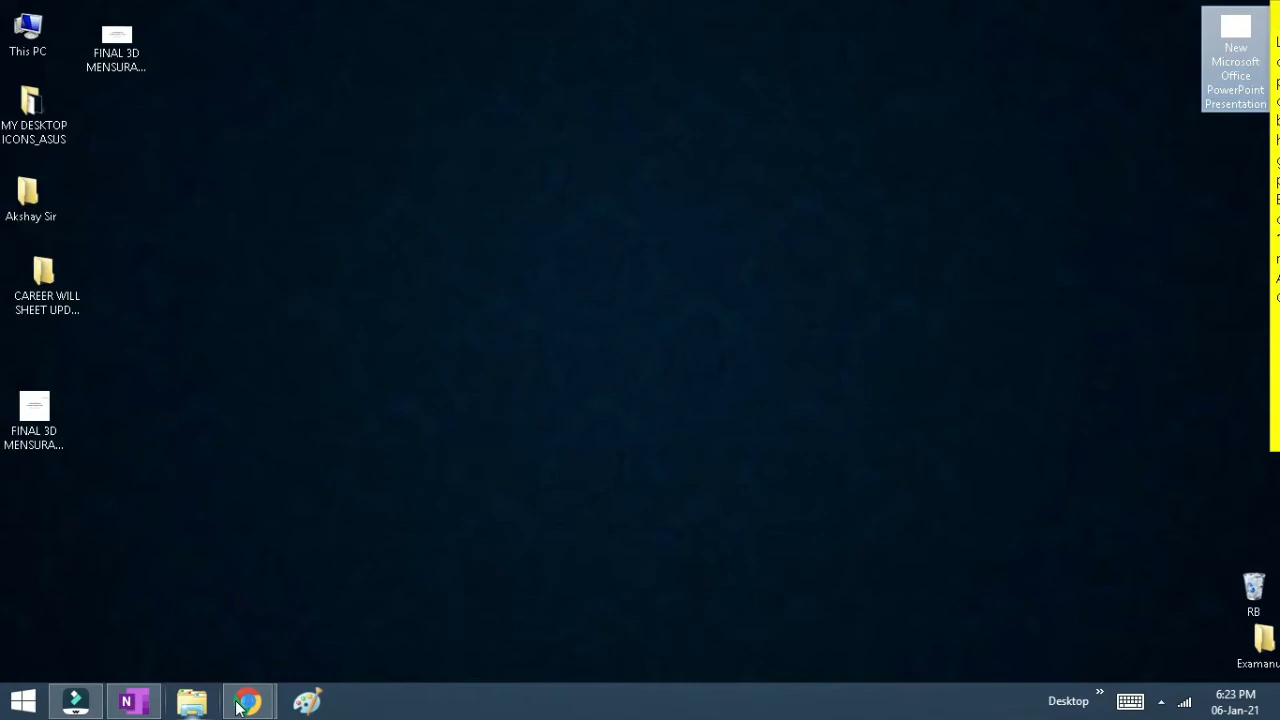 This PC
FINAL 3D
MENSURA...
MY DESKTOP
ICONS_ASUS
Akshay Sir
CAREER WILL
SHEET UPD...
FINAL 3D
MENSURA...
New
Microsoft
Office
PowerPoint
Presentation
RB
Examanu
N
Desktop
6:23 PM
06-Jan-21